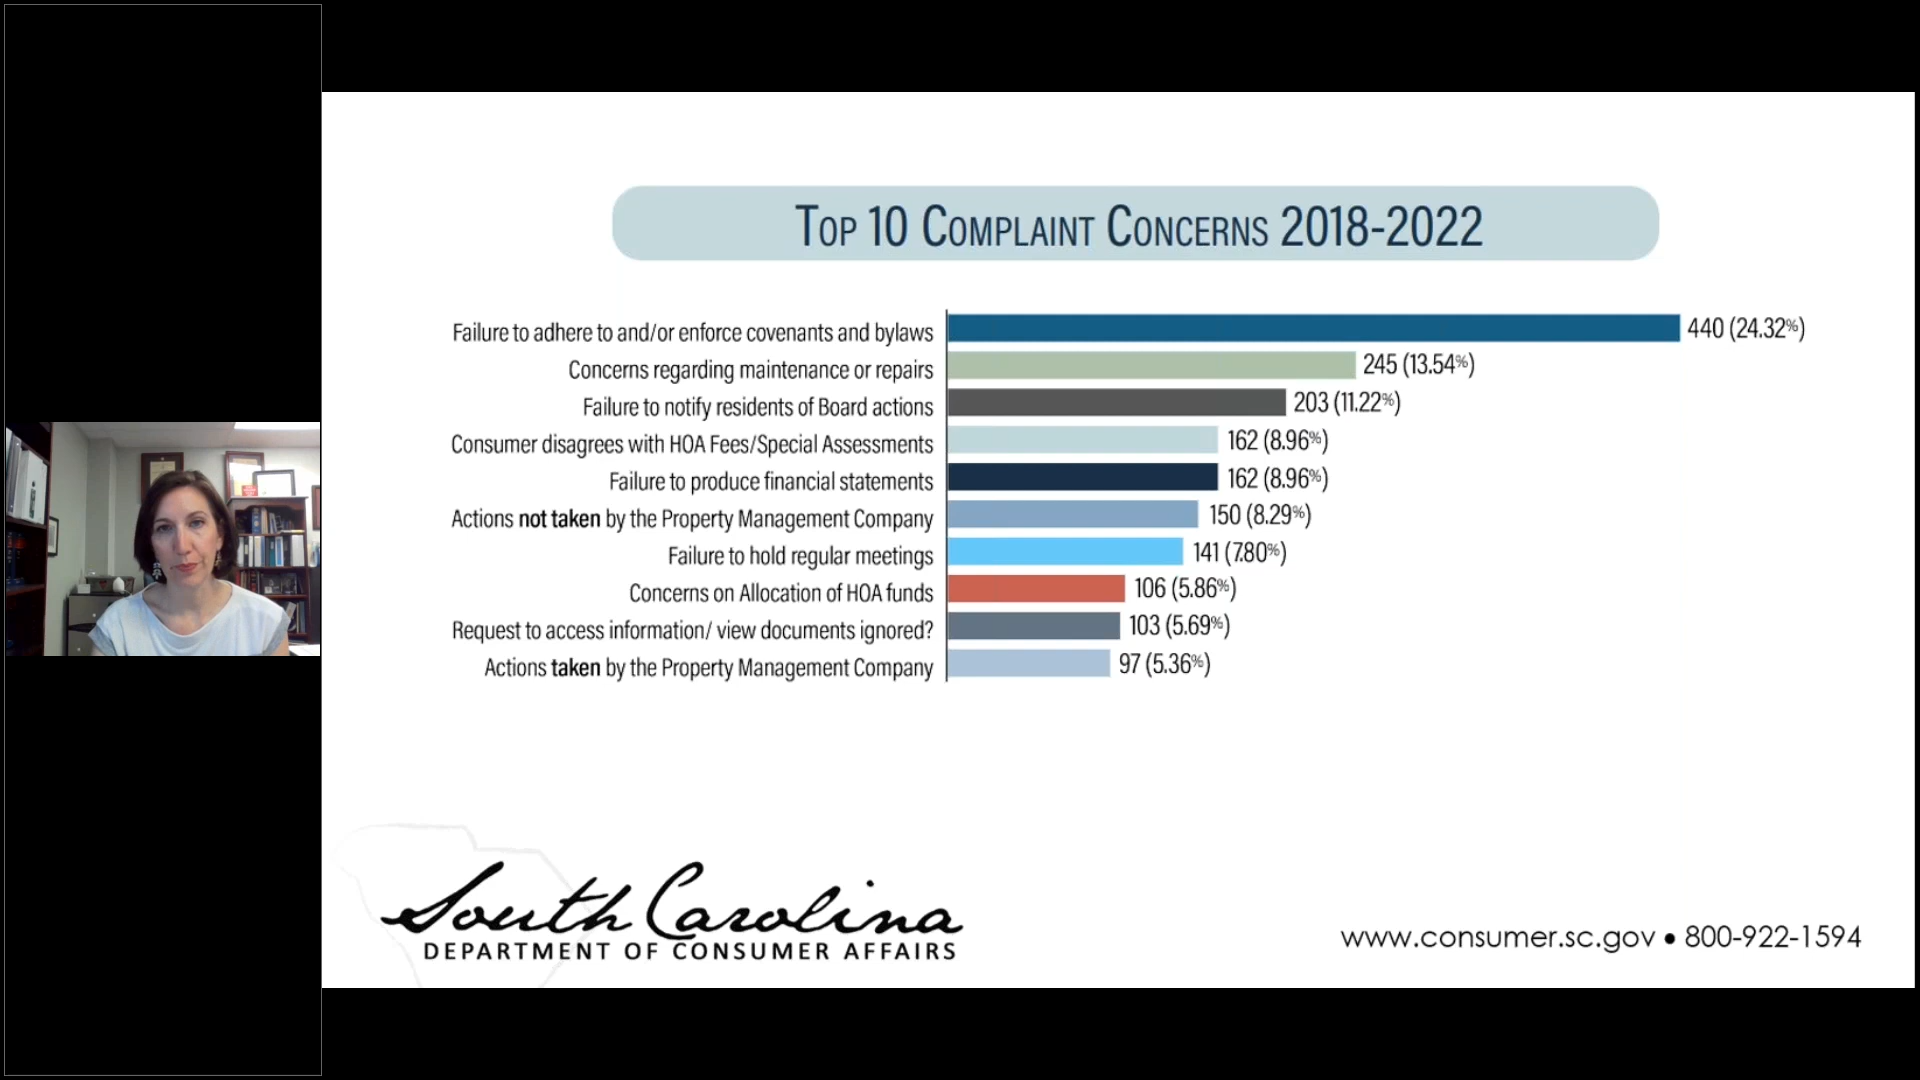 Top 10 Complaint Concerns 2018-2022
Failure to adhere to and/or enforce covenants and bylaws 440 (24.32%)
Concerns regarding maintenance or repairs 245 (13.54%)
Failure to notify residents of Board actions 203 (11.22%)
Consumer disagrees with HOA Fees/Special Assessments 162 (8.96%)
Failure to produce financial statements 162 (8.96%)
Actions not taken by the Property Management Company 150 (8.29%)
Failure to hold regular meetings 141 (7.80%)
Concerns on Allocation of HOA funds 106 (5.86%)
Request to access information/ view documents ignored? 103 (5.69%)
Actions taken by the Property Management Company 97 (5.36%)
South Carolina
DEPARTMENT OF CONSUMER AFFAIRS
www.consumer.sc.gov • 800-922-1594